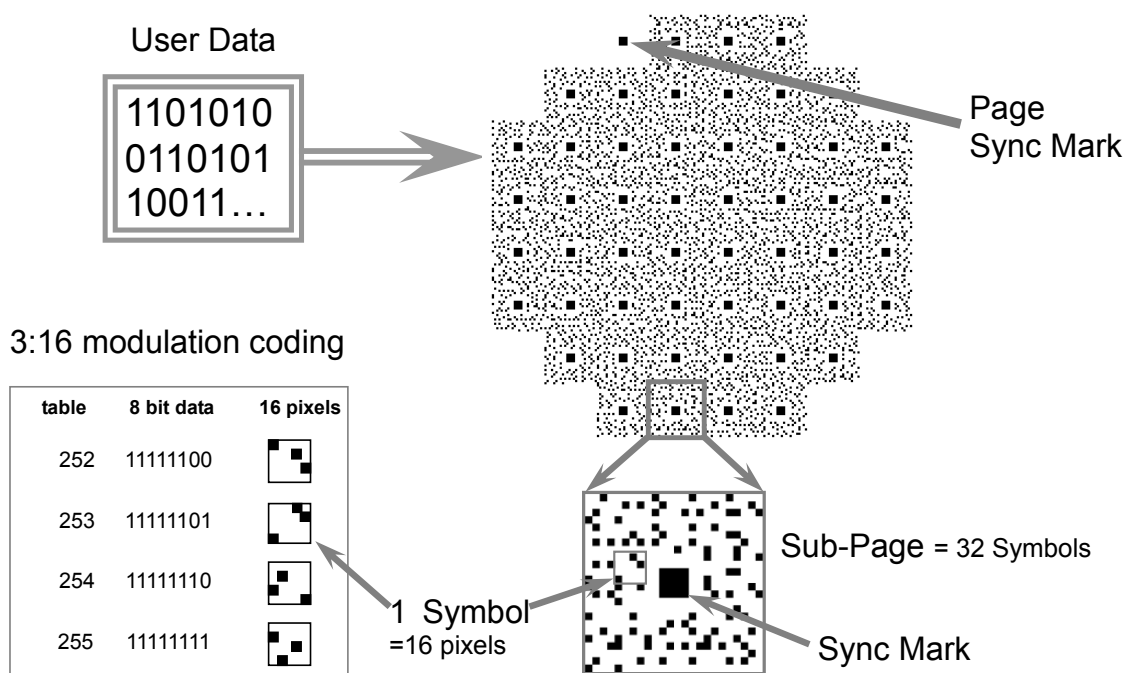 User Data
1101010
0110101
10011…
Page
Sync Mark
3:16 modulation coding
table 8 bit data 16 pixels
252 11111100
253 11111101
254 11111110
255 11111111
1 Symbol
=16 pixels
Sub-Page = 32 Symbols
Sync Mark